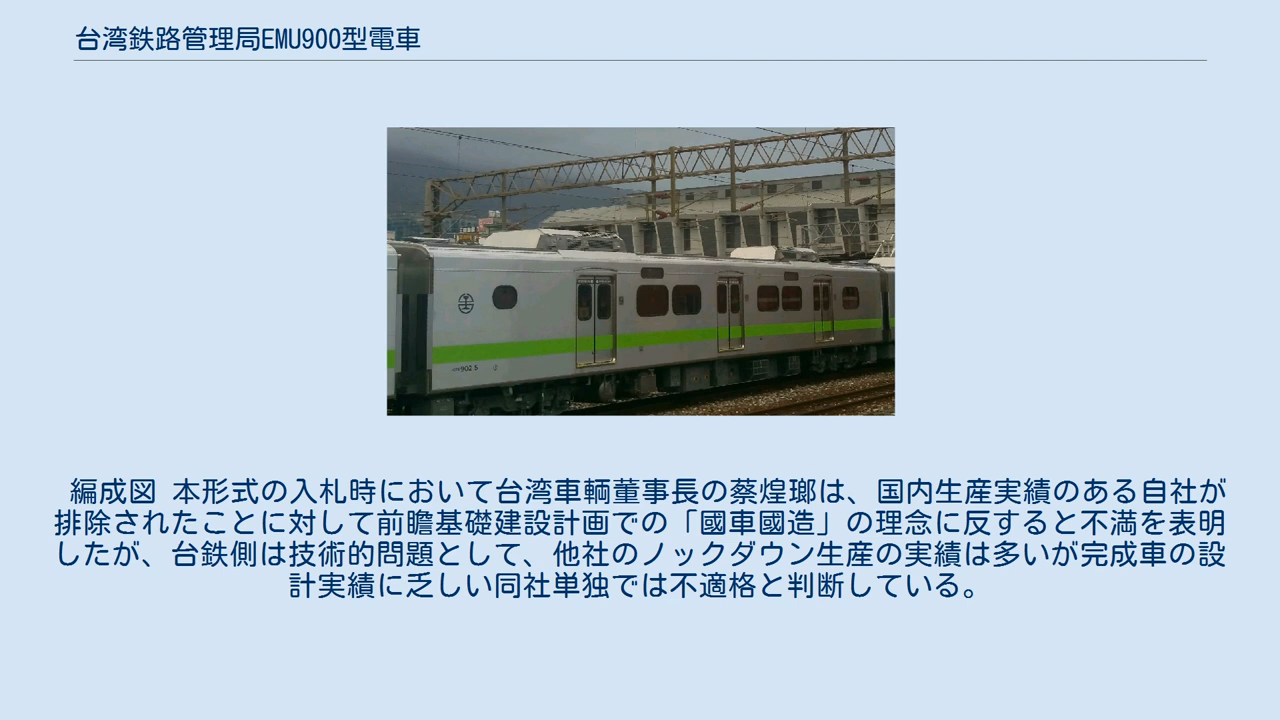 台湾鉄路管理局EMU900型電車
編成図 本形式の入札時において台湾車輌董事長の蔡煌瑯は、国内生産実績のある自社が
排除されたことに対して前瞻基礎建設計画での「國車國造」の理念に反すると不満を表明
したが、台鉄側は技術的問題として、他社のノックダウン生産の実績は多いが完成車の設
計実績に乏しい同社単独では不適格と判断している。